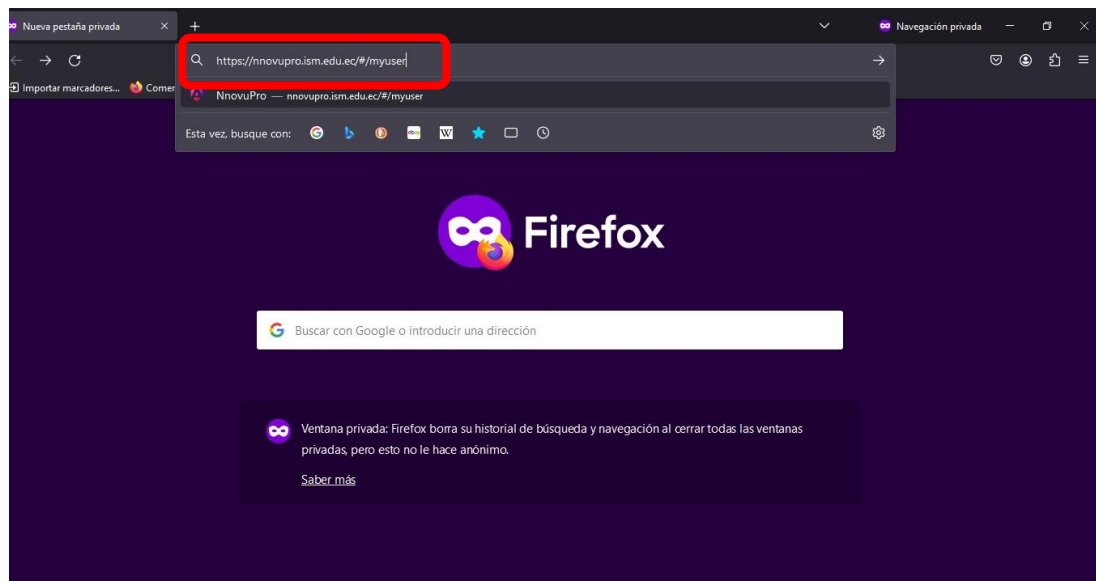 Nueva pestaña privada
Navegación privada
https://nnovupro.ism.edu.ec/#/myuser
Importar marcadores...
Comer
NnovuPro — nnovupro.ism.edu.ec/#/myuser
Esta vez, busque con:
Firefox
Buscar con Google o introducir una dirección
Ventana privada: Firefox borra su historial de búsqueda y navegación al cerrar todas las ventanas
privadas, pero esto no le hace anónimo.
Saber más